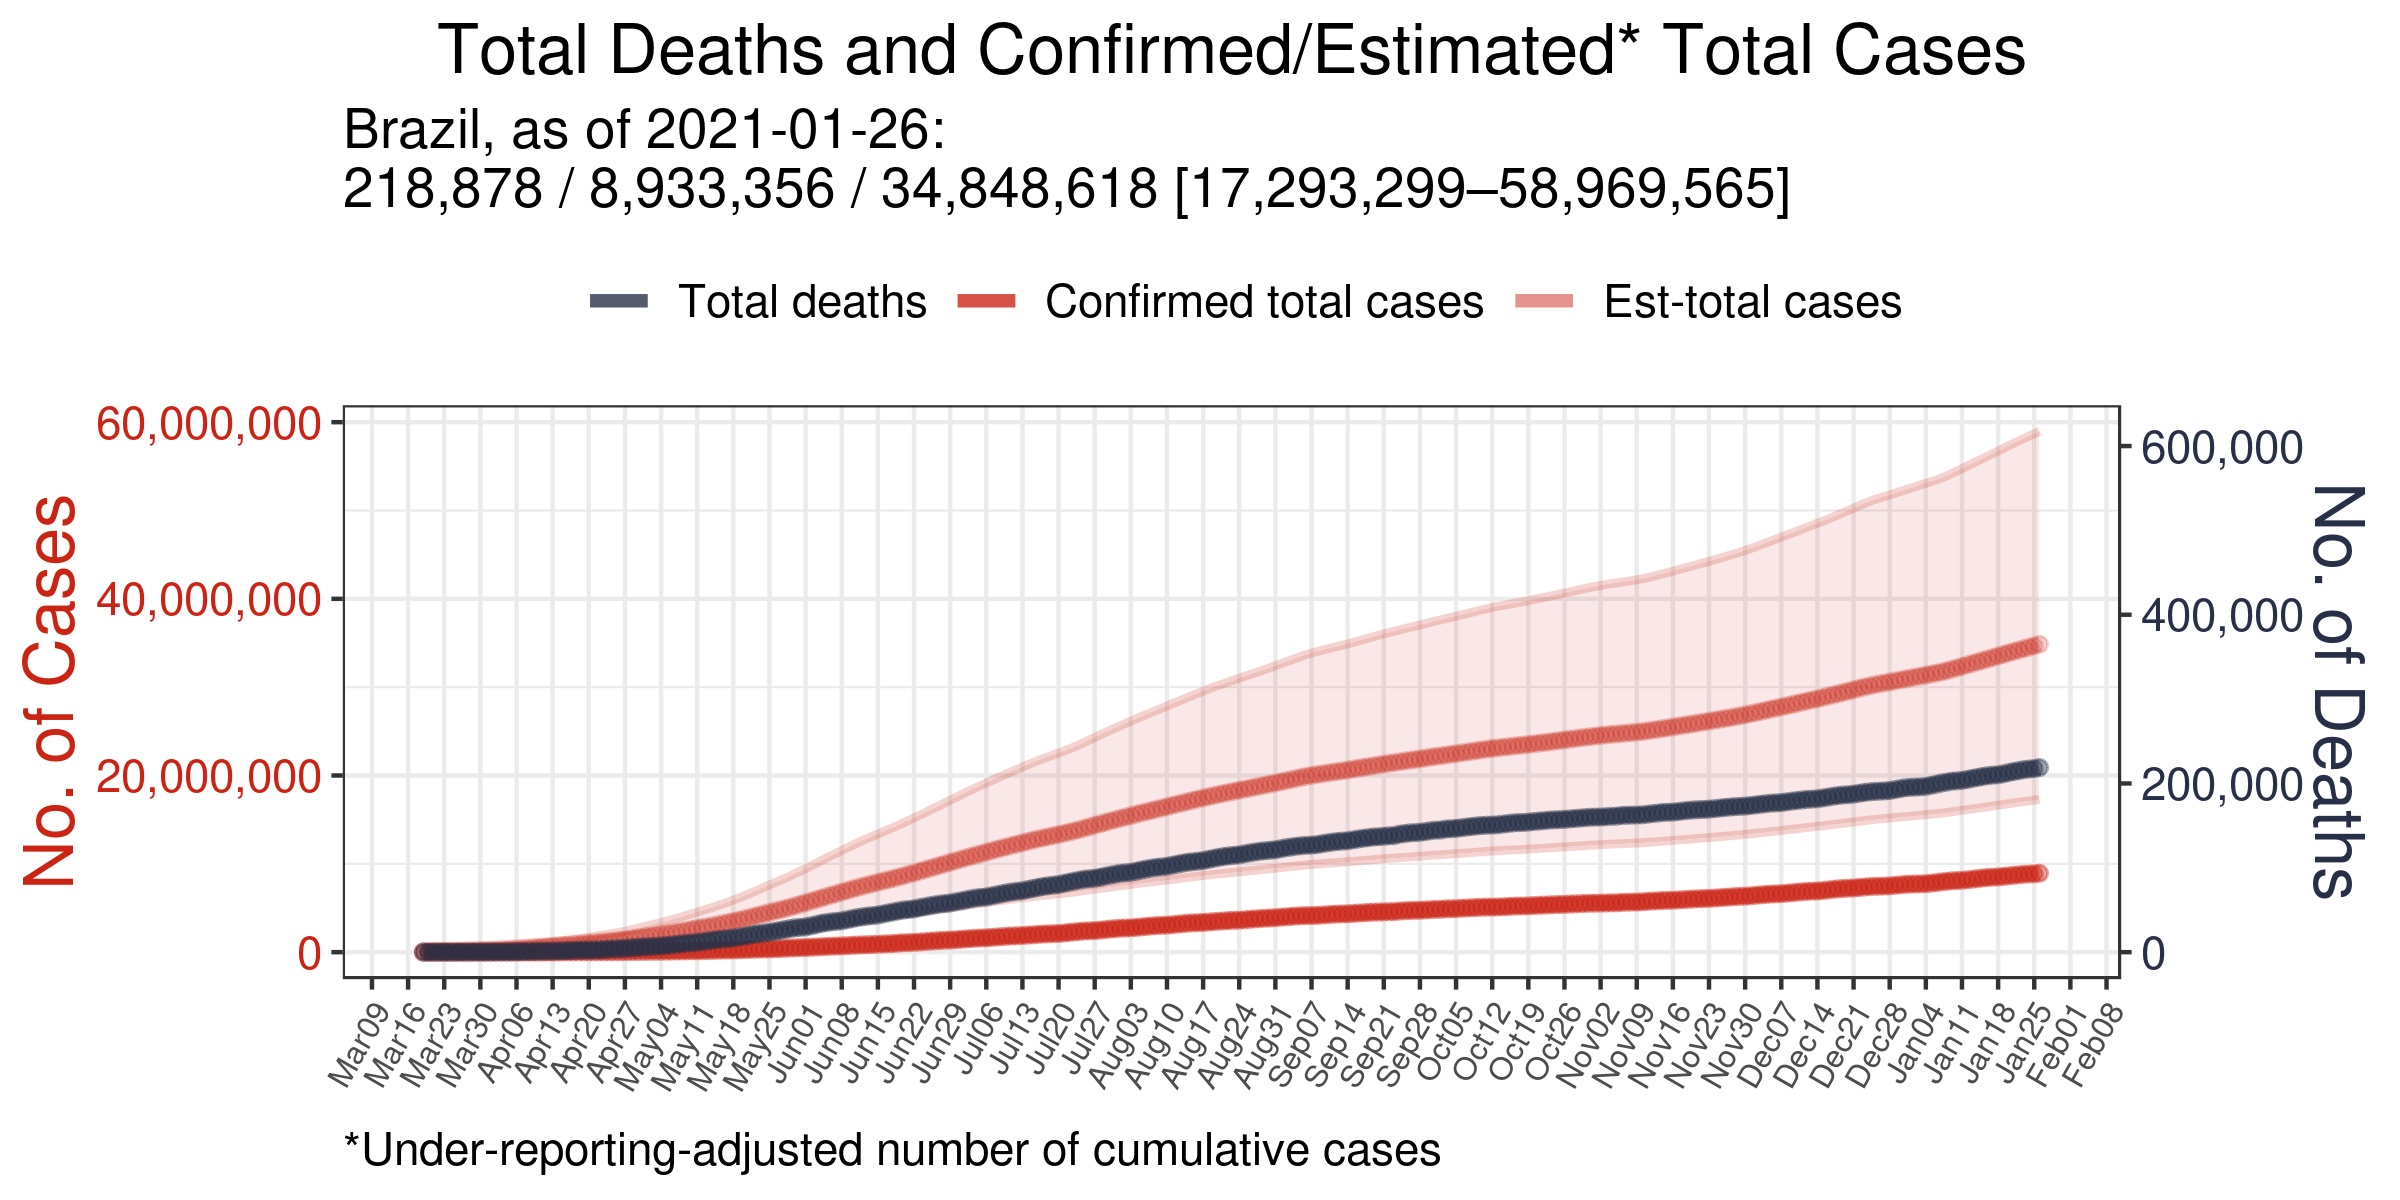 Total Deaths and Confirmed/Estimated* Total Cases
Brazil, as of 2021-01-26:
218,878 / 8,933,356 / 34,848,618 [17,293,299–58,969,565]
Total deaths
Confirmed total cases
Est-total cases
No. of Cases
60,000,000
40,000,000
20,000,000
0
600,000
400,000
200,000
0
No. of Deaths
Mar09
Mar16
Mar23
Mar30
Apr06
Apr13
Apr20
Apr27
May04
May11
May18
May25
Jun01
Jun08
Jun15
Jun22
Jun29
Jul06
Jul13
Jul20
Jul27
Aug03
Aug10
Aug17
Aug24
Aug31
Sep07
Sep14
Sep21
Sep28
Oct05
Oct12
Oct19
Oct26
Nov02
Nov09
Nov16
Nov23
Nov30
Dec07
Dec14
Dec21
Dec28
Jan04
Jan11
Jan18
Jan25
Feb01
Feb08
*Under-reporting-adjusted number of cumulative cases